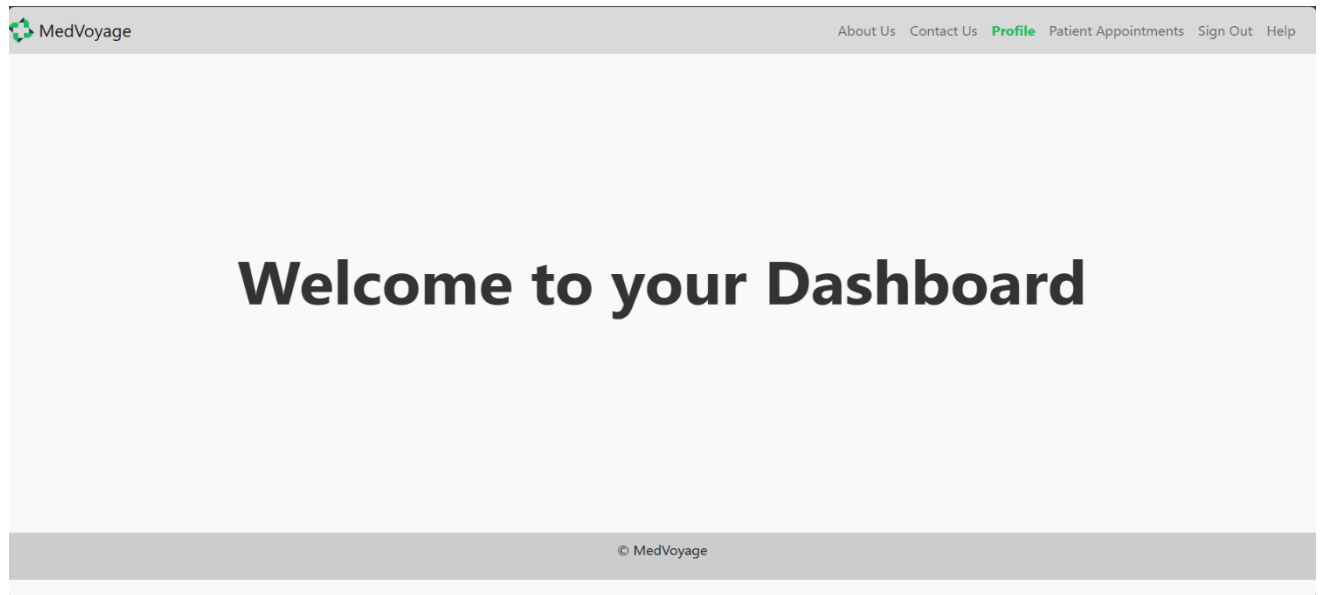 MedVoyage
About Us Contact Us Profile Patient Appointments Sign Out Help
Welcome to your Dashboard
© MedVoyage